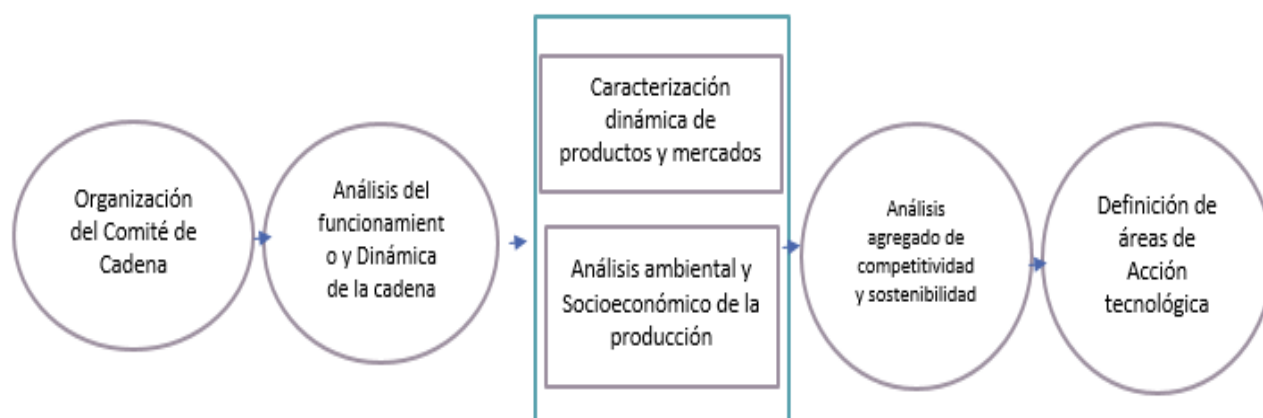 Organización
del Comité de
Cadena
Análisis del
funcionamient
o y Dinámica
de la cadena
Caracterización
dinámica de
productos y mercados
Análisis ambiental y
Socioeconómico de la
producción
Análisis
agregado de
competitividad
y sostenibilidad
Definición de
áreas de
Acción
tecnológica